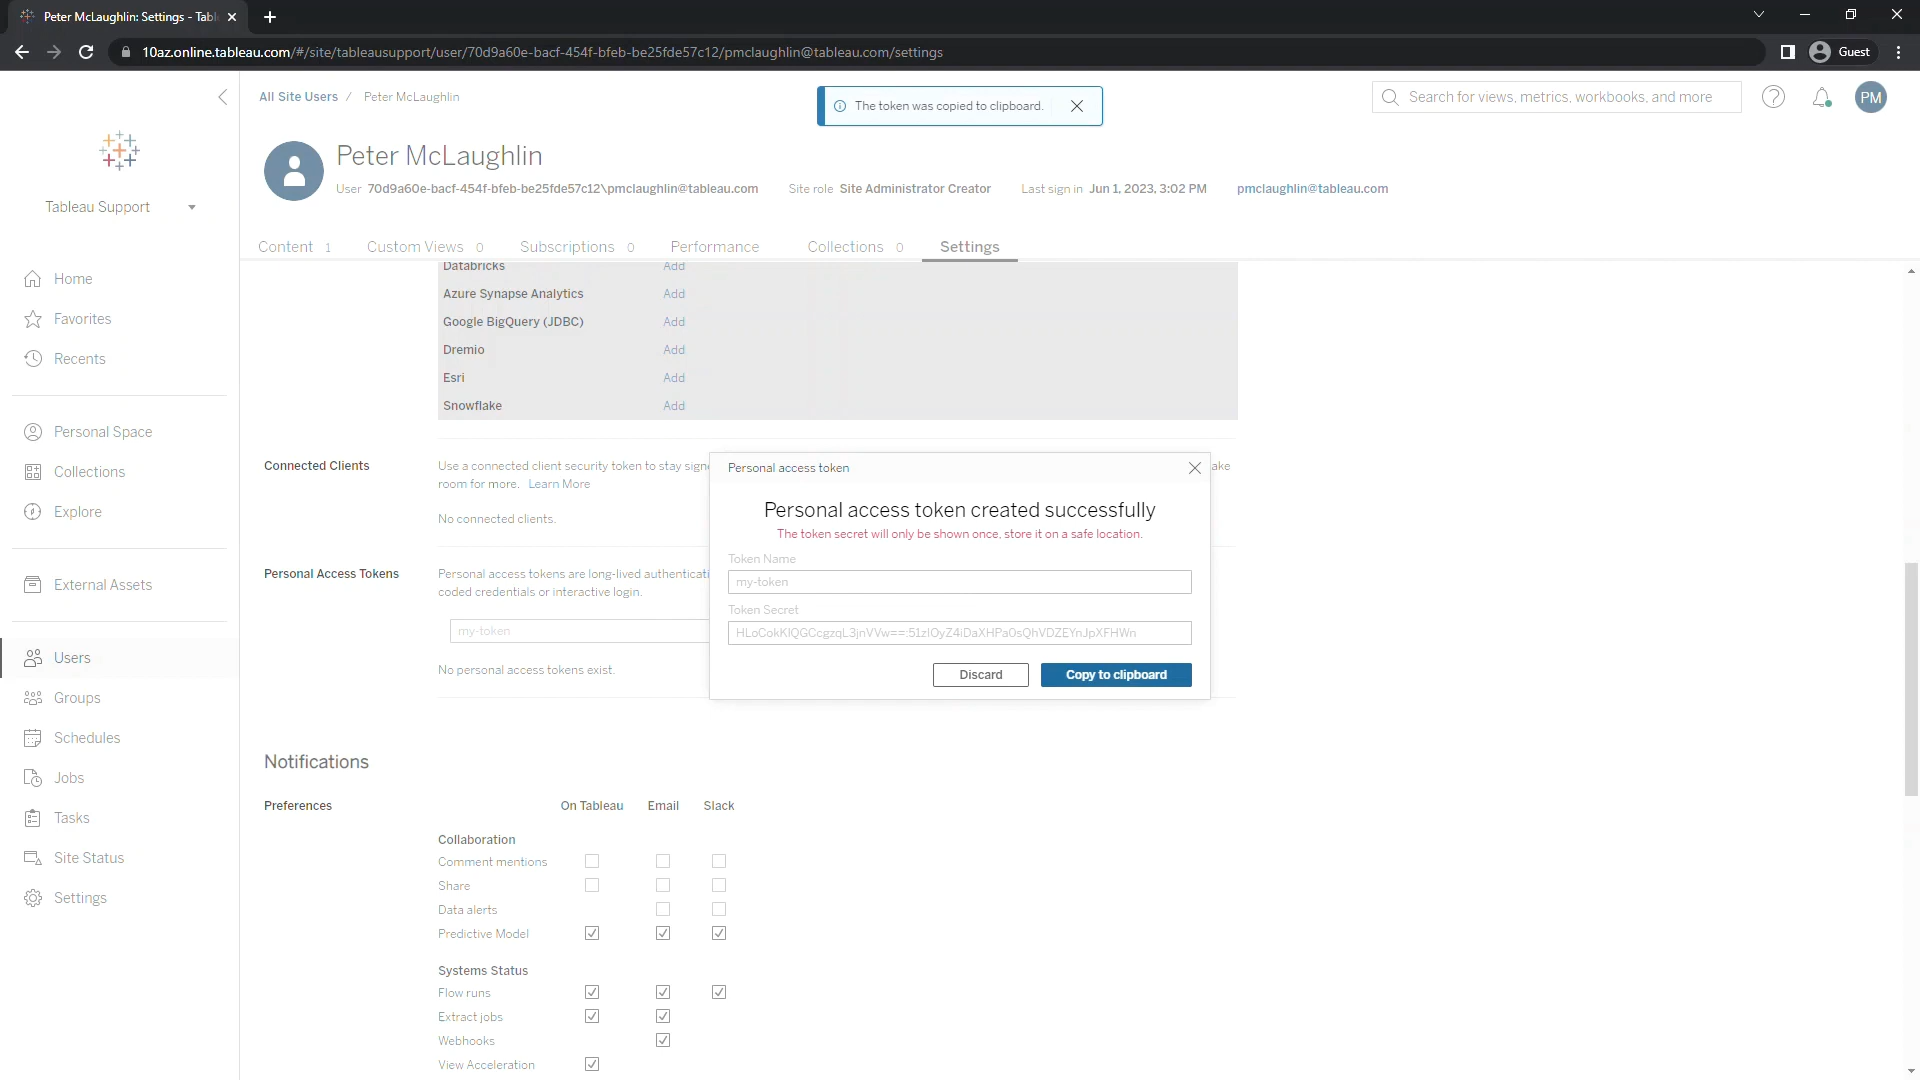 Peter McLaughlin: Settings - Tabl
10az.online.tableau.com/#/site/tableausupport/user/70d9a60e-bacf-454f-bfeb-be25fde57c12/pmclaughlin@tableau.com/settings
Guest
All Site Users / Peter McLaughlin
The token was copied to clipboard.
Search for views, metrics, workbooks, and more
PM
Peter McLaughlin
User 70d9a60e-bacf-454f-bfeb-be25fde57c12\pmclaughlin@tableau.com Site role Site Administrator Creator Last sign in Jun 1, 2023, 3:02 PM pmclaughlin@tableau.com
Tableau Support
Content 1 Custom Views 0 Subscriptions 0 Performance Collections 0 Settings
Home
Favorites
Recents
Personal Space
Collections
Explore
External Assets
Users
Groups
Schedules
Jobs
Tasks
Site Status
Settings
Databricks Add
Azure Synapse Analytics Add
Google BigQuery (JDBC) Add
Dremio Add
Esri Add
Snowflake Add
Connected Clients
Use a connected client security token to stay signe
ake
room for more. Learn More
No connected clients.
Personal Access Tokens
Personal access tokens are long-lived authenticati
coded credentials or interactive login.
my-token
No personal access tokens exist.
Personal access token
Personal access token created successfully
The token secret will only be shown once, store it on a safe location.
Token Name
my-token
Token Secret
Discard
Copy to clipboard
Notifications
Preferences On Tableau Email Slack
Collaboration
Comment mentions
Share
Data alerts
Predictive Model
Systems Status
Flow runs
Extract jobs
Webhooks
View Acceleration